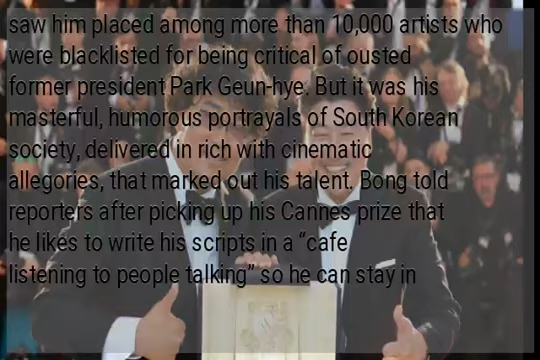 saw him placed among more than 10,000 artists who
were blacklisted for being critical of ousted
former president Park Geun-hye. But it was his
masterful, humorous portrayals of South Korean
society, delivered in rich with cinematic
allegories, that marked out his talent. Bong told
reporters after picking up his Cannes prize that
he likes to write his scripts in a “cafe
listening to people talking” so he can stay in